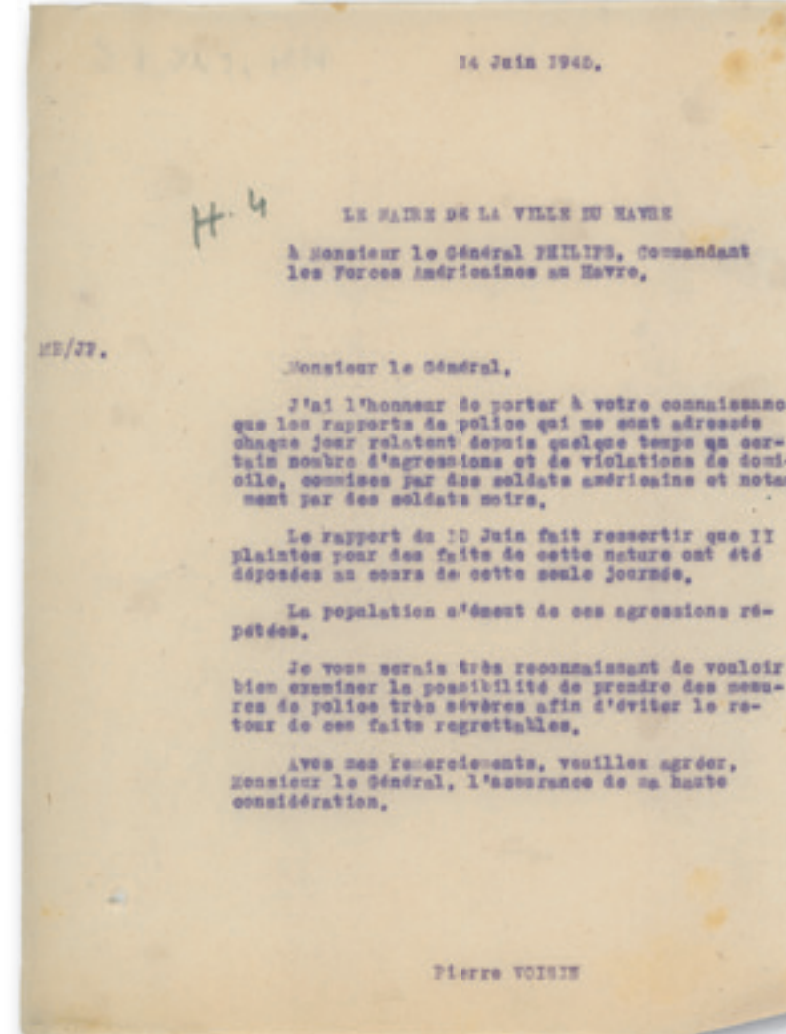 14 Juin 1945.
H.4
LE MAIRE DE LA VILLE DU HAVRE
à Monsieur le Général PHILIPS, Commandant
les Forces Américaines au Havre.
/JP.
Monsieur le Général,
J'ai l'honneur de porter à votre connaissanc
que les rapports de police qui me sont adressés
chaque jour relatent depuis quelque temps un cer-
tain nombre d'agressions et de violations de domi-
cile, commises par des soldats américains et notam
ment par des soldats noirs.
Le rapport du 10 Juin fait ressortir que II
plaintes pour des faits de cette nature ont été
déposées au cours de cette seule journée.
La population s'émeut de ces agressions ré-
pétées.
Je vous serais très reconnaissant de vouloir
bien examiner la possibilité de prendre des mesu-
res de police très sévères afin d'éviter le re-
tour de ces faits regrettables.
Avec mes remerciements, veuillez agréer,
Monsieur le Général, l'assurance de ma haute
considération.
Pierre VOISIN